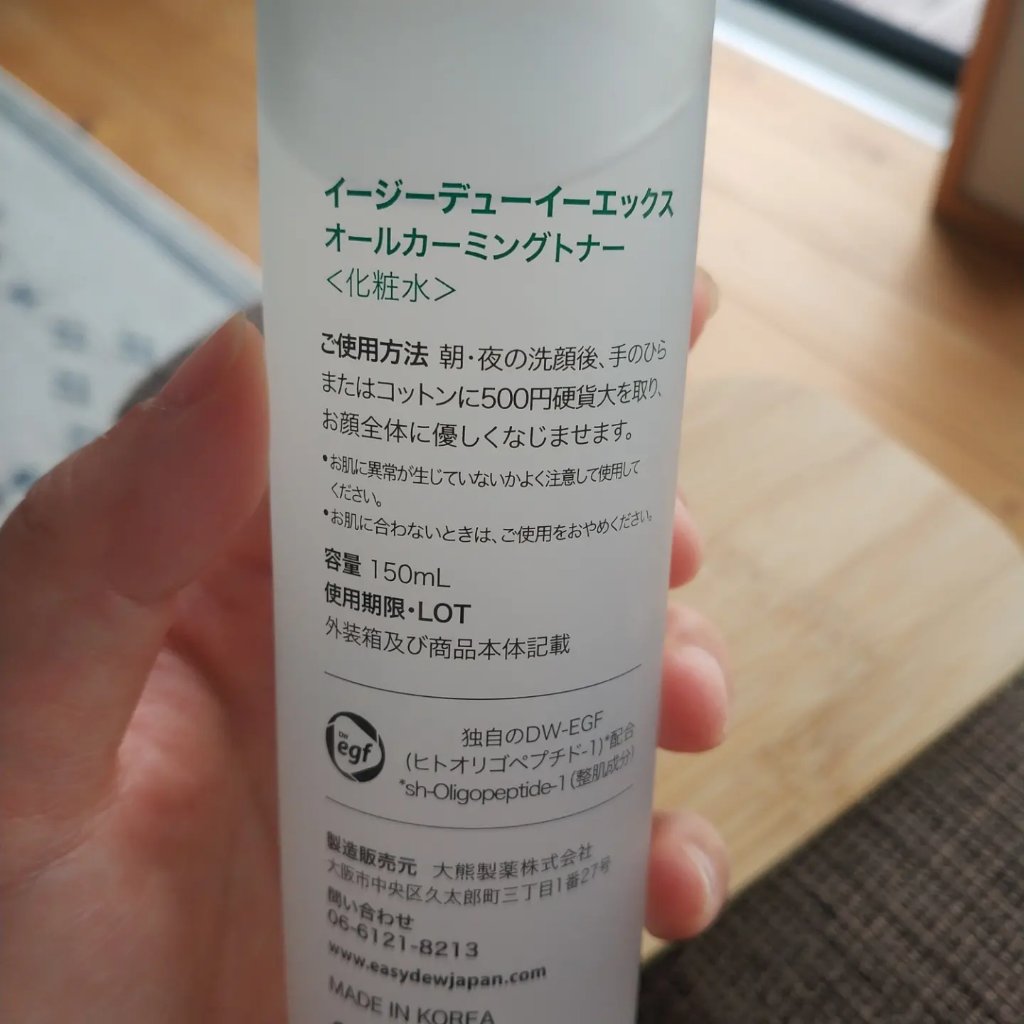 イージーデューイーエックス
オールカーミングトナー
＜化粧水＞
ご使用方法 朝・夜の洗顔後、手のひら
またはコットンに500円硬貨大を取り、
お顔全体に優しくなじませます。
•お肌に異常が生じていないかよく注意して使用して
ください。
•お肌に合わないときは、ご使用をおやめください。
容量 150mL
使用期限・LOT
外装箱及び商品本体記載
DW
egf
独自のDW-EGF
(ヒトオリゴペプチド-1)*配合
*sh-Oligopeptide-1(整肌成分)
製造販売元 大熊製薬株式会社
大阪市中央区久太郎町三丁目1番27号
問い合わせ
06-6121-8213
www.easydewjapan.com
MADE IN KOREA